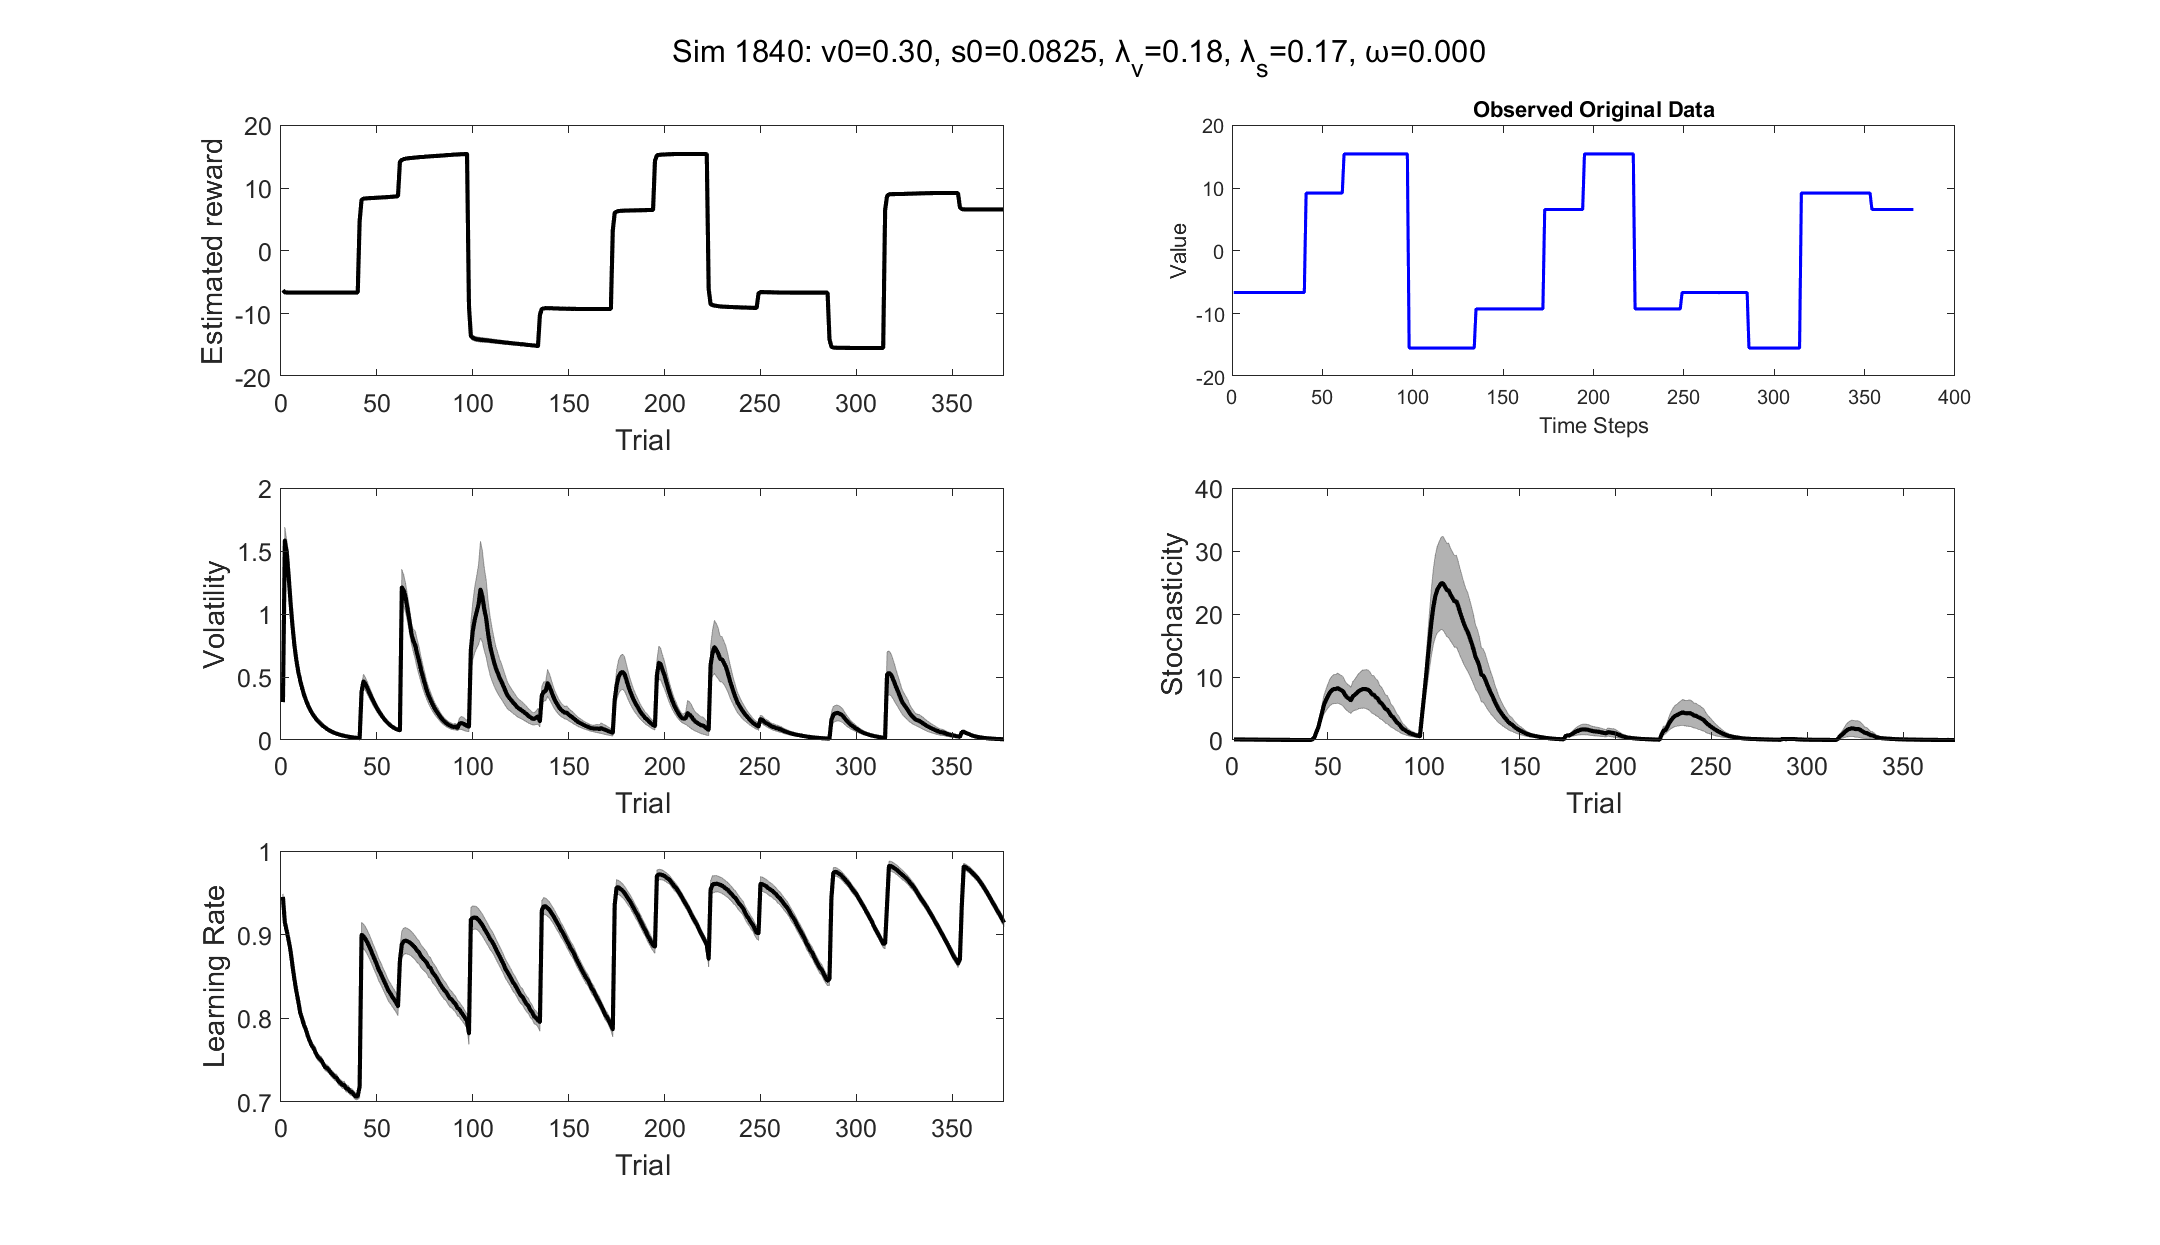 Sim 1840: v0=0.30, s0=0.0825, λ_v=0.18, λ_s=0.17, ω=0.000
Estimated reward
20
10
0
-10
-20
0 50 100 150 200 250 300 350
Trial
Observed Original Data
Value
20
10
0
-10
-20
0 50 100 150 200 250 300 350 400
Time Steps
Volatility
2
1.5
1
0.5
0
0 50 100 150 200 250 300 350
Trial
Stochasticity
40
30
20
10
0
0 50 100 150 200 250 300 350
Trial
Learning Rate
1
0.9
0.8
0.7
0 50 100 150 200 250 300 350
Trial